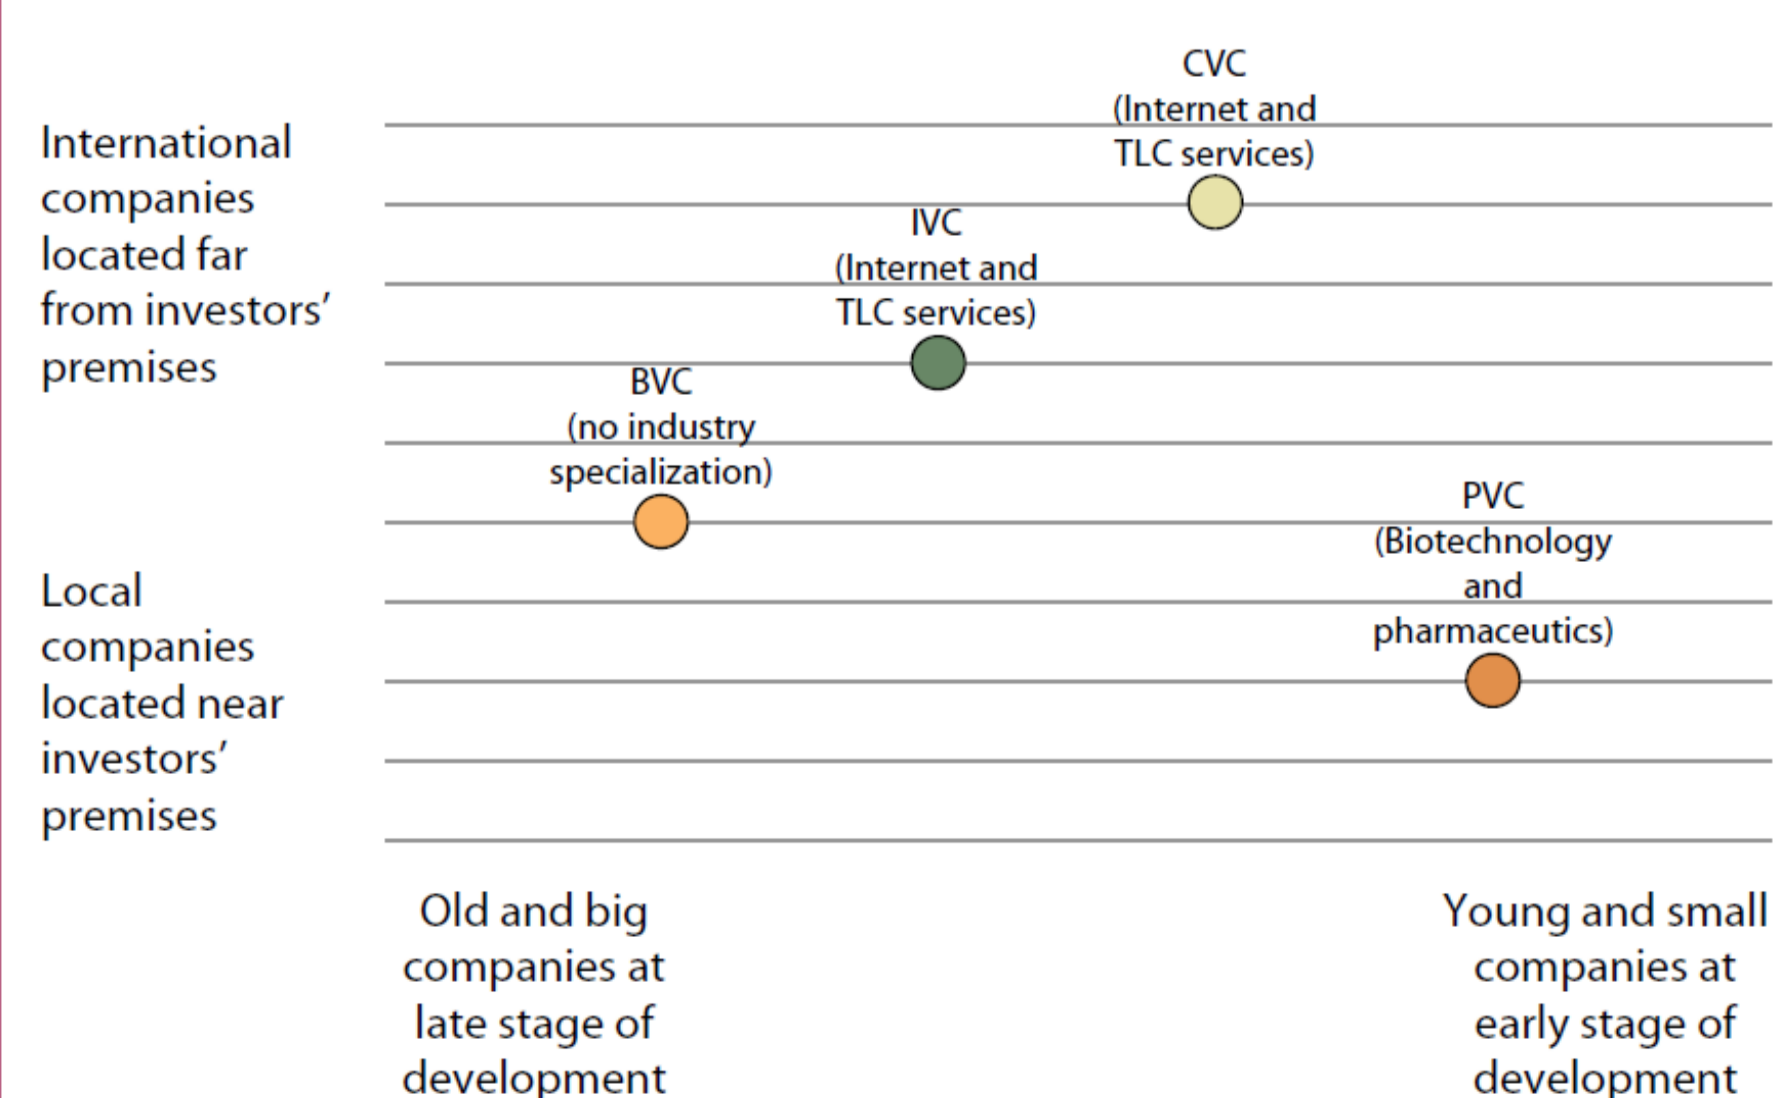 CVC
(Internet and
TLC services)
International
companies
located far
from investors’
premises
IVC
(Internet and
TLC services)
BVC
(no industry
specialization)
PVC
(Biotechnology
and
pharmaceutics)
Local
companies
located near
investors’
premises
Old and big
companies at
late stage of
development
Young and small
companies at
early stage of
development